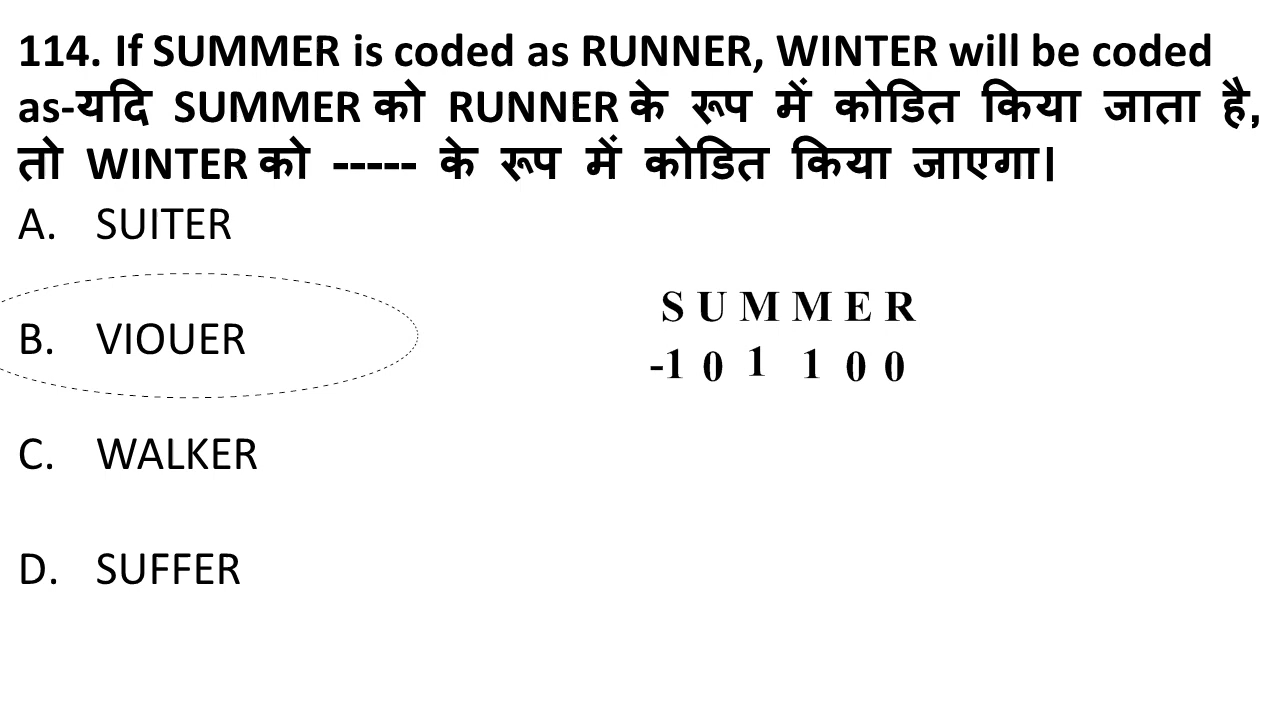 114. If SUMMER is coded as RUNNER, WINTER will be coded
as-यदि SUMMER को RUNNER के रूप में कोडित किया जाता है,
तो WINTER को ----- के रूप में कोडित किया जाएगा।
A. SUITER
B. VIOUER
S U M M E R
-1 0 1 1 0 0
C. WALKER
D. SUFFER